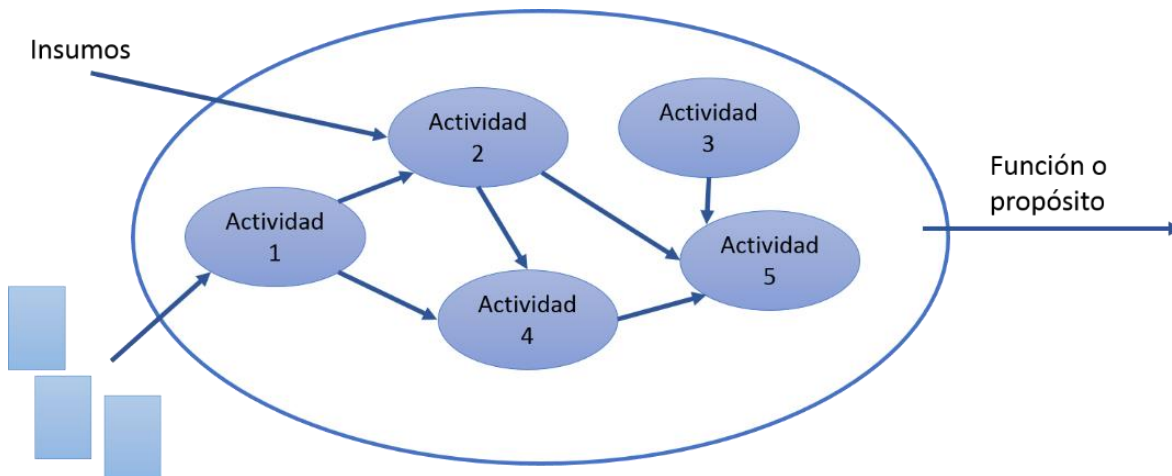 Insumos
Actividad
2
Actividad
3
Función o
propósito
Actividad
1
Actividad
5
Actividad
4